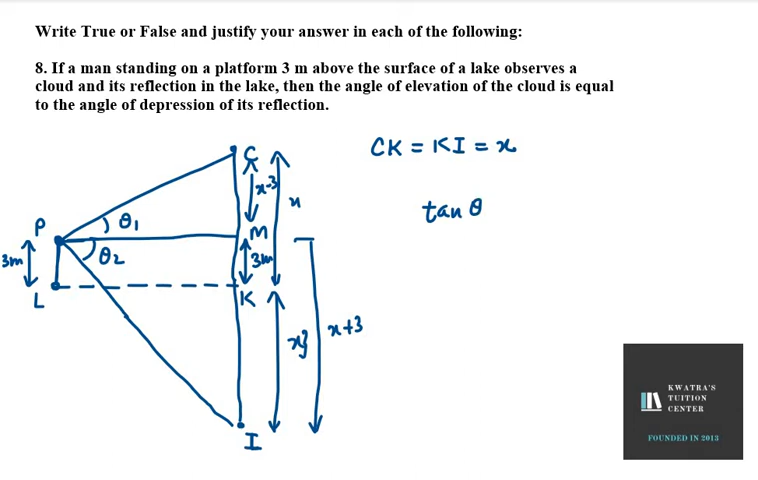 Write True or False and justify your answer in each of the following:
8. If a man standing on a platform 3 m above the surface of a lake observes a
cloud and its reflection in the lake, then the angle of elevation of the cloud is equal
to the angle of depression of its reflection.
CK = KI = x
C
x-3
x
tan θ
P
θ1
M
3m
θ2
3m
L
K
x
x+3
I
KWATRA'S
TUITION
CENTER
FOUNDED IN 2013